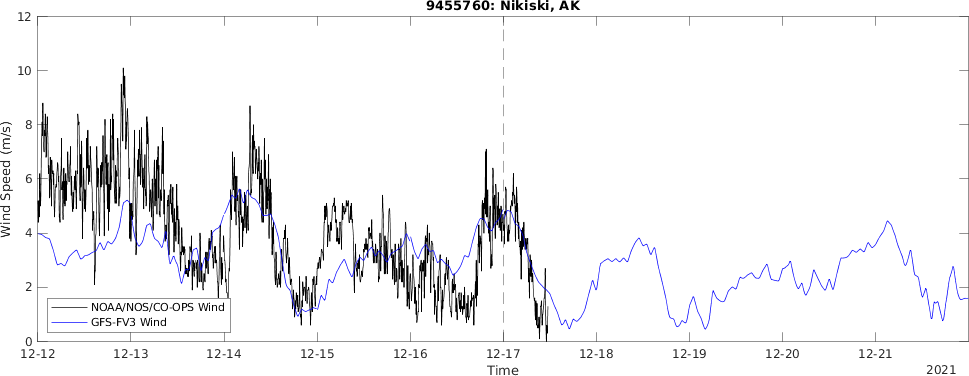 9455760: Nikiski, AK
Wind Speed (m/s)
12
10
8
6
4
2
0
NOAA/NOS/CO-OPS Wind
GFS-FV3 Wind
12-12 12-13 12-14 12-15 12-16 12-17 12-18 12-19 12-20 12-21
Time
2021